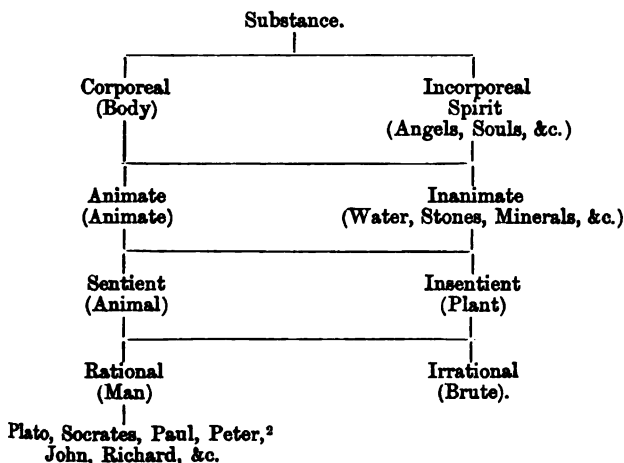 Substance.
Corporeal Incorporeal
(Body) Spirit
(Angels, Souls, &c.)
Animate Inanimate
(Animate) (Water, Stones, Minerals, &c.)
Sentient Insentient
(Animal) (Plant)
Rational Irrational
(Man) (Brute).
Plato, Socrates, Paul, Peter,²
John, Richard, &c.